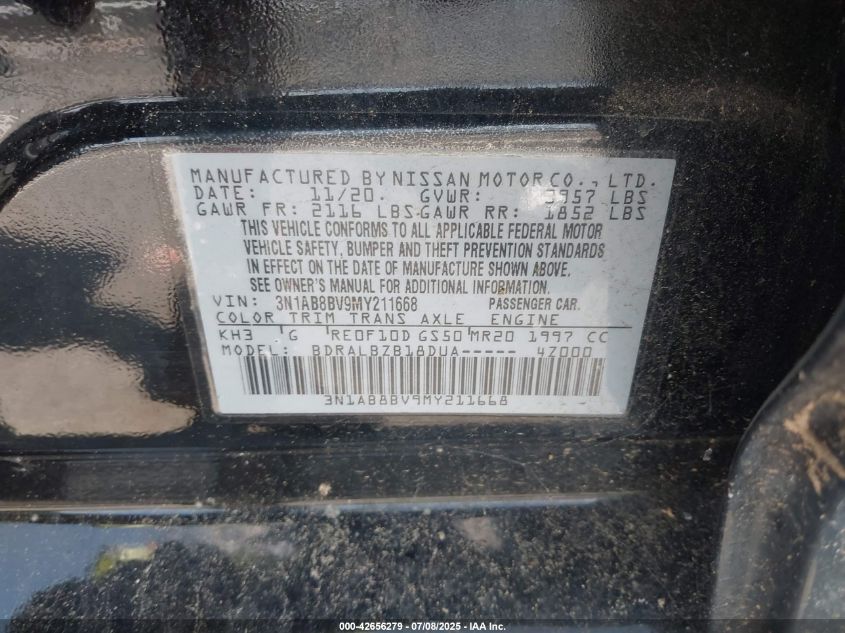 MANUFACTURED BY NISSAN MOTOR CO., LTD.
DATE: 11/20. GVWR: 3957 LBS
GAWR FR: 2116 LBS GAWR RR: 1852 LBS
THIS VEHICLE CONFORMS TO ALL APPLICABLE FEDERAL MOTOR
VEHICLE SAFETY, BUMPER AND THEFT PREVENTION STANDARDS
IN EFFECT ON THE DATE OF MANUFACTURE SHOWN ABOVE.
SEE OWNER'S MANUAL FOR ADDITIONAL INFORMATION.
VIN: 3N1AB8BV9MY211668 PASSENGER CAR.
COLOR TRIM TRANS AXLE ENGINE
KH3 G RE0F10D GS50 MR20 1997 CC
MODEL: BDRALBZB18DUA----- 4Z000
3N1AB8BV9MY211668
000-42656279 - 07/08/2025 - IAA Inc.